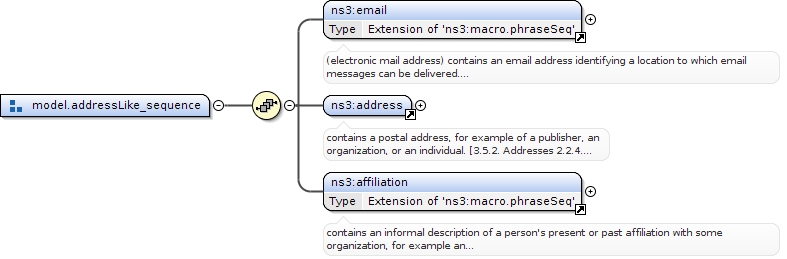 ns3:email
Type Extension of 'ns3:macro.phraseSeq'
(electronic mail address) contains an email address identifying a location to which email
messages can be delivered....
model.addressLike_sequence
ns3:address
contains a postal address, for example of a publisher, an
organization, or an individual. [3.5.2. Addresses 2.2.4....
ns3:affiliation
Type Extension of 'ns3:macro.phraseSeq'
contains an informal description of a person's present or past affiliation with some
organization, for example an...